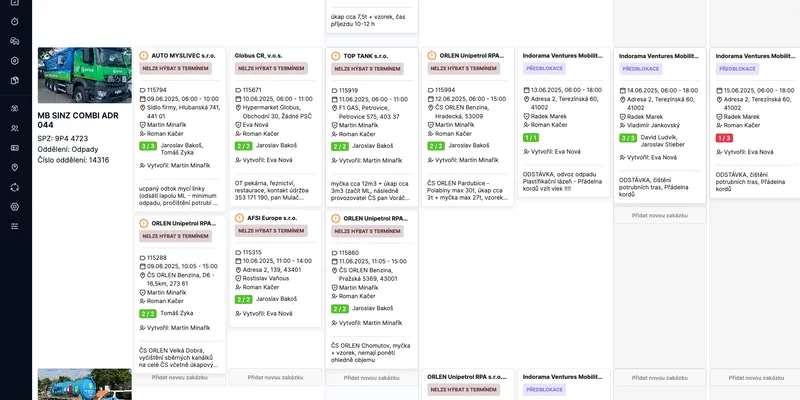 úkap cca 7,5t + vzorek, čas
příjezdu 10-12 h
MB SINZ COMBI ADR
044
SPZ: 9P4 4723
Oddělení: Odpady
Číslo oddělení: 14316
AUTO MYSLIVEC s.r.o.
NELZE HÝBAT S TERMÍNEM
115794
09.06.2025, 06:00 - 10:00
Sídlo firmy, Hlubanská 741,
441 01
Martin Minařík
Roman Kačer
3 / 3
Jaroslav Bakoš,
Tomáš Zyka
Vytvořil: Martin Minařík
ucpaný odtok mycí linky
(odsátí lapolu ML - minimum
odpadu, pročištění potrubí ...
ORLEN Unipetrol RPA...
NELZE HÝBAT S TERMÍNEM
115288
09.06.2025, 10:05 - 15:00
ČS ORLEN Benzina, D6 -
16,5km, 273 61
Martin Minařík
Roman Kačer
2 / 2
Tomáš Zyka
Vytvořil: Martin Minařík
ČS ORLEN Velká Dobrá,
vyčištění sběrných kanálků
na celé ČS včetně úkapový...
Přidat novou zakázku
Globus ČR, v.o.s.
NELZE HÝBAT S TERMÍNEM
115671
10.06.2025, 06:00 - 10:00
Hypermarket Globus,
Obchodní 30, Žádné PSČ
Eva Nová
Roman Kačer
2 / 2
Jaroslav Bakoš
Vytvořil: Eva Nová
OT pekárna, řeznictví,
restaurace, kontakt údržba
353 171 190, pan Mulač...
AFSI Europe s.r.o.
NELZE HÝBAT S TERMÍNEM
115315
10.06.2025, 11:00 - 14:00
Adresa 2, 139, 43401
Rostislav Vaňous
Roman Kačer
2 / 2
Jaroslav Bakoš
Vytvořil: Eva Nová
Přidat novou zakázku
TOP TANK s.r.o.
NELZE HÝBAT S TERMÍNEM
115919
11.06.2025, 06:00 - 10:00
F1 GAS, Petrovice,
Petrovice 575, 403 37
Martin Minařík
Roman Kačer
2 / 2
Jaroslav Bakoš
Vytvořil: Martin Minařík
myčka cca 12m3 + úkap cca
3m3 (začít ML, následně
provozovatel ČS pan Voráč...
ORLEN Unipetrol RPA...
NELZE HÝBAT S TERMÍNEM
115860
11.06.2025, 11:05 - 15:00
ČS ORLEN Benzina,
Pražská 5369, 43001
Martin Minařík
Roman Kačer
2 / 2
Jaroslav Bakoš
Vytvořil: Martin Minařík
ČS ORLEN Chomutov, myčka
+ vzorek, nemají ponětí
ohledně objemu
Přidat novou zakázku
ORLEN Unipetrol RPA...
NELZE HÝBAT S TERMÍNEM
115994
12.06.2025, 06:00 - 15:00
ČS ORLEN Benzina,
Hradecká, 53009
Martin Minařík
Roman Kačer
2 / 2
Jaroslav Bakoš
Vytvořil: Martin Minařík
ČS ORLEN Pardubice -
Polabiny max 30t, úkap cca
3t + myčka max 27t, vzorek...
Přidat novou zakázku
Indorama Ventures Mobilit...
PŘEDBLOKACE
13.06.2025, 06:00 - 18:00
Adresa 2, Terezínská 60,
41002
Radek Marek
Roman Kačer
1 / 1
Vytvořil: Eva Nová
ODSTÁVKA, odvoz odpadu
Plastifikační lázeň - Přádelna
kordů vzít vlek !!!!
Přidat novou zakázku
Indorama Ventures Mobilit...
PŘEDBLOKACE
14.06.2025, 06:00 - 18:00
Adresa 2, Terezínská 60,
41002
Radek Marek
Vladimír Jankovský
3 / 3
David Ludvík,
Jaroslav Stieber
Vytvořil: Eva Nová
ODSTÁVKA, čištění
potrubních tras, Přádelna
kordů
Přidat novou zakázku
Indorama Ventures Mobilit...
PŘEDBLOKACE
15.06.2025, 06:00 - 18:00
Adresa 2, Terezínská 60,
41002
Radek Marek
Roman Kačer
1 / 3
Vytvořil: Eva Nová
ODSTÁVKA, čištění
potrubních tras, Přádelna
kordů
Přidat novou zakázku
ORLEN Unipetrol RPA s.r.o....
NELZE HÝBAT S TERMÍNEM
Indorama Ventures Mobilit...
PŘEDBLOKACE